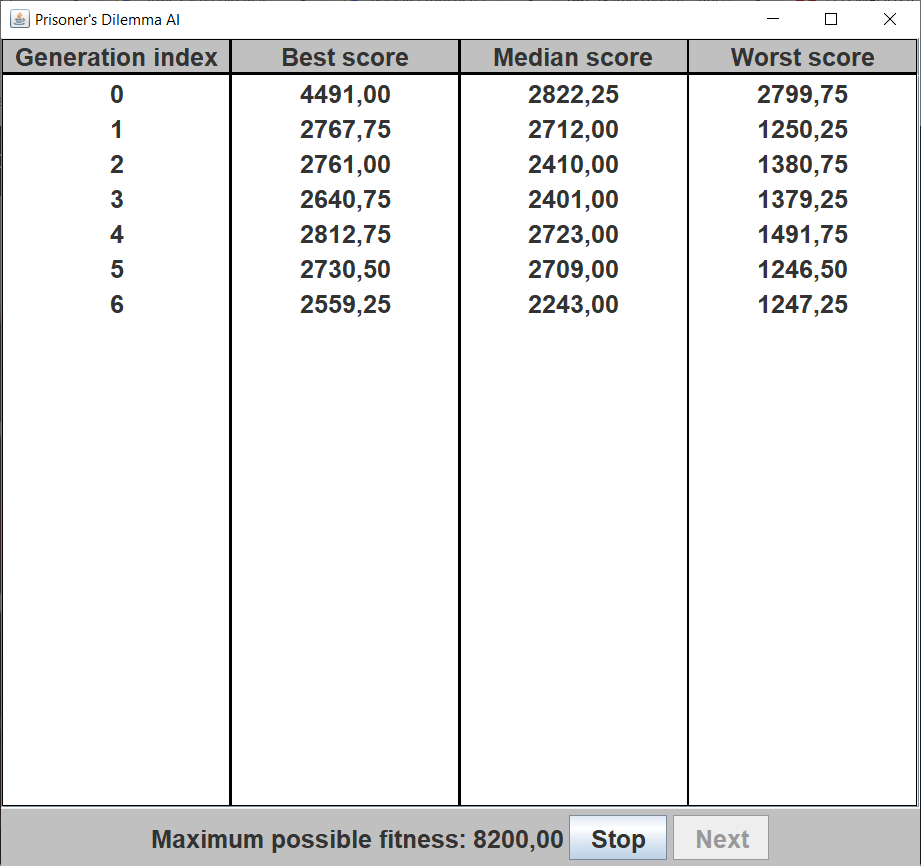 Prisoner's Dilemma AI
Generation index Best score Median score Worst score
0 4491,00 2822,25 2799,75
1 2767,75 2712,00 1250,25
2 2761,00 2410,00 1380,75
3 2640,75 2401,00 1379,25
4 2812,75 2723,00 1491,75
5 2730,50 2709,00 1246,50
6 2559,25 2243,00 1247,25
Maximum possible fitness: 8200,00 Stop Next